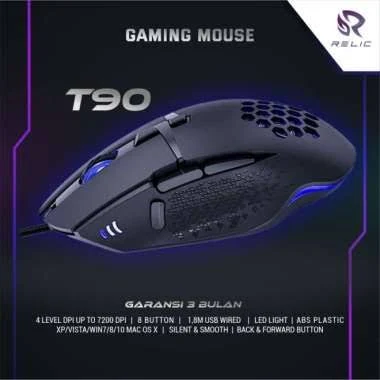 GAMING MOUSE
RELIC
T90
GARANSI 3 BULAN
4 LEVEL DPI UP TO 7200 DPI | 8 BUTTON | 1,8M USB WIRED | LED LIGHT | ABS PLASTIC
XP/VISTA/WIN7/8/10 MAC OS X | SILENT & SMOOTH | BACK & FORWARD BUTTON